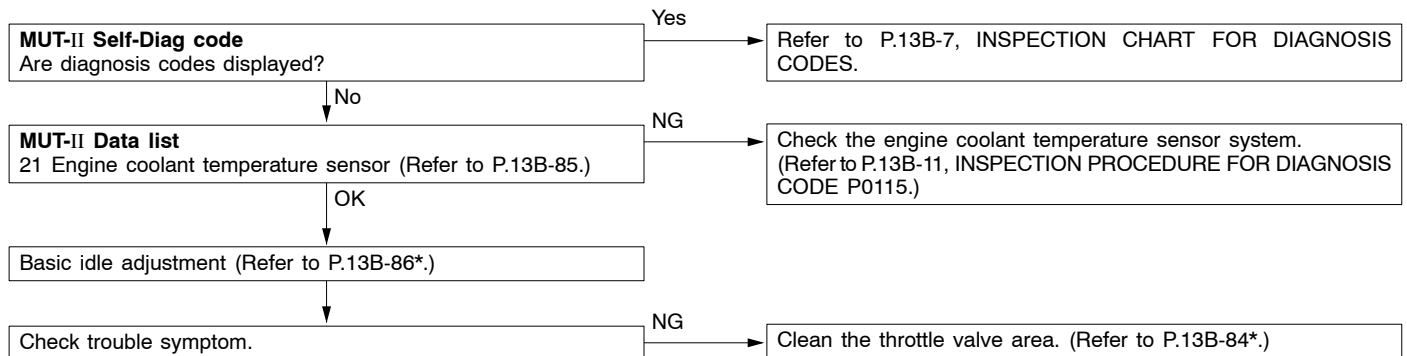 MUT-II Self-Diag code
Are diagnosis codes displayed?
Yes
Refer to P.13B-7, INSPECTION CHART FOR DIAGNOSIS
CODES.
No
MUT-II Data list
21 Engine coolant temperature sensor (Refer to P.13B-85.)
NG
Check the engine coolant temperature sensor system.
(Refer to P.13B-11, INSPECTION PROCEDURE FOR DIAGNOSIS
CODE P0115.)
OK
Basic idle adjustment (Refer to P.13B-86*.)
Check trouble symptom.
NG
Clean the throttle valve area. (Refer to P.13B-84*.)